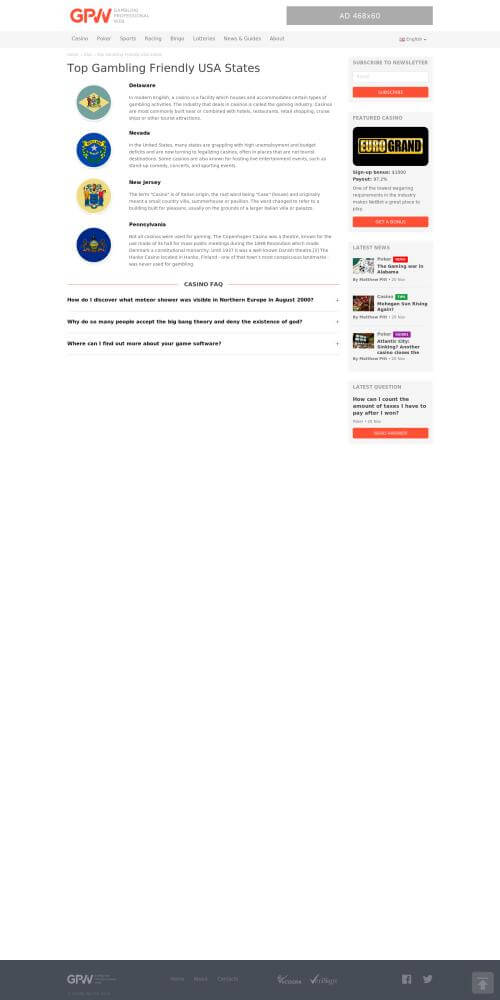 GPW GAMBLING
PROFESSIONAL
WEB
AD 468x60
Casino Poker Sports Racing Bingo Lotteries News & Guides About English
Home › USA › Top Gambling Friendly USA States
Top Gambling Friendly USA States
Delaware
In modern English, a casino is a facility which houses and accommodates certain types of
gambling activities. The industry that deals in casinos is called the gaming industry. Casinos
are most commonly built near or combined with hotels, restaurants, retail shopping, cruise
ships or other tourist attractions.
Nevada
In the United States, many states are grappling with high unemployment and budget
deficits and are now turning to legalizing casinos, often in places that are not tourist
destinations. Some casinos are also known for hosting live entertainment events, such as
stand-up comedy, concerts, and sporting events.
New Jersey
The term "Casino" is of Italian origin, the root word being "Casa" (house) and originally
meant a small country villa, summerhouse or pavilion. The word changed to refer to a
building built for pleasure, usually on the grounds of a larger Italian villa or palazzo.
Pennsylvania
Not all casinos were used for gaming. The Copenhagen Casino was a theatre, known for the
use made of its hall for mass public meetings during the 1848 Revolution which made
Denmark a constitutional monarchy. Until 1937 it was a well-known Danish theatre.[3] The
Hanko Casino located in Hanko, Finland - one of that town's most conspicuous landmarks -
was never used for gambling.
CASINO FAQ
How do I discover what meteor shower was visible in Northern Europe in August 2000? +
Why do so many people accept the big bang theory and deny the existence of god? +
Where can I find out more about your game software? +
SUBSCRIBE TO NEWSLETTER
Email
SUBSCRIBE
FEATURED CASINO
EUROGRAND
Sign-up bonus: $1000
Payout: 97.2%
One of the lowest wagering
requirements in the industry
makes NetBet a great place to
play.
GET A BONUS
LATEST NEWS
Poker NEWS
The Gaming war in
Alabama
By Matthew Pitt • 20 Nov
Casino TIPS
Mohegan Sun Rising
Again?
By Matthew Pitt • 20 Nov
Poker GUIDES
Atlantic City:
Sinking? Another
casino closes the
By Matthew Pitt • 20 Nov
LATEST QUESTION
How can I count the
amount of taxes I have to
pay after I won?
Poker • 20 Nov
READ ANSWER
GPW
Home About Contacts
eCOGRA VeriSign